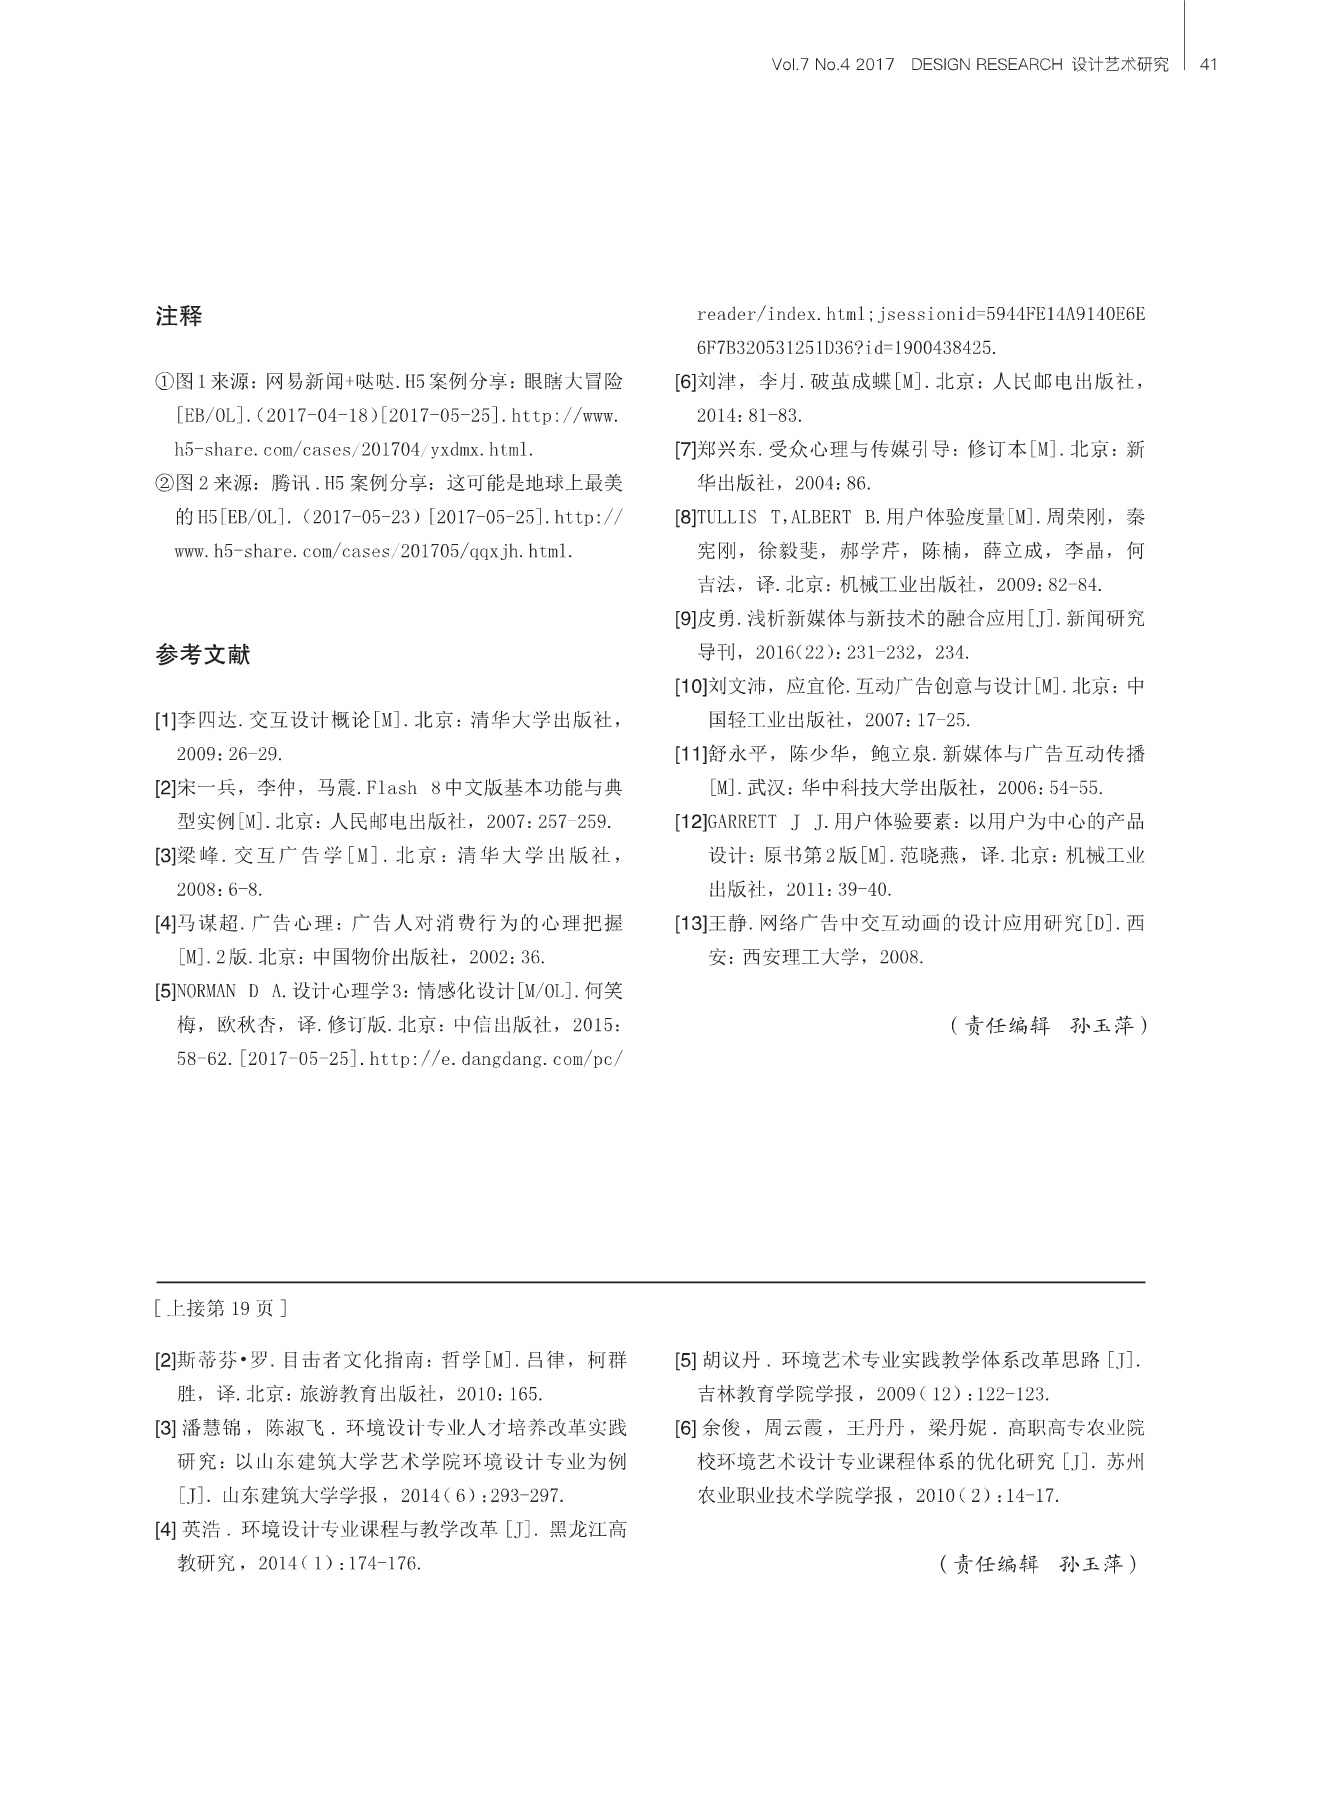 Vol.7 No.4 2017 DESIGN RESEARCH 设计艺术研究 41
注释
①图1来源：网易新闻+哒哒.H5案例分享：眼瞎大冒险
[EB/OL].(2017-04-18)[2017-05-25].http://www.
h5-share.com/cases/201704/yxdmx.html.
②图2来源：腾讯.H5案例分享：这可能是地球上最美
的H5[EB/OL].（2017-05-23）[2017-05-25].http://
www.h5-share.com/cases/201705/qqxjh.html.
参考文献
[1]李四达.交互设计概论[M].北京：清华大学出版社，
2009：26-29.
[2]宋一兵，李仲，马震.Flash 8中文版基本功能与典
型实例[M].北京：人民邮电出版社，2007：257-259.
[3]梁峰.交互广告学[M].北京：清华大学出版社，
2008：6-8.
[4]马谋超.广告心理：广告人对消费行为的心理把握
[M].2版.北京：中国物价出版社，2002：36.
[5]NORMAN D A.设计心理学3：情感化设计[M/OL].何笑
梅，欧秋杏，译.修订版.北京：中信出版社，2015：
58-62.[2017-05-25].http://e.dangdang.com/pc/
reader/index.html;jsessionid=5944FE14A9140E6E
6F7B320531251D36?id=1900438425.
[6]刘津，李月.破茧成蝶[M].北京：人民邮电出版社，
2014：81-83.
[7]郑兴东.受众心理与传媒引导：修订本[M].北京：新
华出版社，2004：86.
[8]TULLIS T,ALBERT B.用户体验度量[M].周荣刚，秦
宪刚，徐毅斐，郝学芹，陈楠，薛立成，李晶，何
吉法，译.北京：机械工业出版社，2009：82-84.
[9]皮勇.浅析新媒体与新技术的融合应用[J].新闻研究
导刊，2016(22)：231-232，234.
[10]刘文沛，应宜伦.互动广告创意与设计[M].北京：中
国轻工业出版社，2007：17-25.
[11]舒永平，陈少华，鲍立泉.新媒体与广告互动传播
[M].武汉：华中科技大学出版社，2006：54-55.
[12]GARRETT J J.用户体验要素：以用户为中心的产品
设计：原书第2版[M].范晓燕，译.北京：机械工业
出版社，2011：39-40.
[13]王静.网络广告中交互动画的设计应用研究[D].西
安：西安理工大学，2008.
（责任编辑 孙玉萍）
[上接第 19 页]
[2]斯蒂芬•罗.目击者文化指南：哲学[M].吕律，柯群
胜，译.北京：旅游教育出版社，2010：165.
[3] 潘慧锦，陈淑飞．环境设计专业人才培养改革实践
研究：以山东建筑大学艺术学院环境设计专业为例
[J]．山东建筑大学学报，2014（6）：293-297.
[4] 英浩．环境设计专业课程与教学改革 [J]．黑龙江高
教研究，2014（1）：174-176.
[5] 胡议丹．环境艺术专业实践教学体系改革思路 [J]．
吉林教育学院学报，2009（12）：122-123.
[6] 余俊，周云霞，王丹丹，梁丹妮．高职高专农业院
校环境艺术设计专业课程体系的优化研究 [J]．苏州
农业职业技术学院学报，2010（2）：14-17.
（责任编辑 孙玉萍）